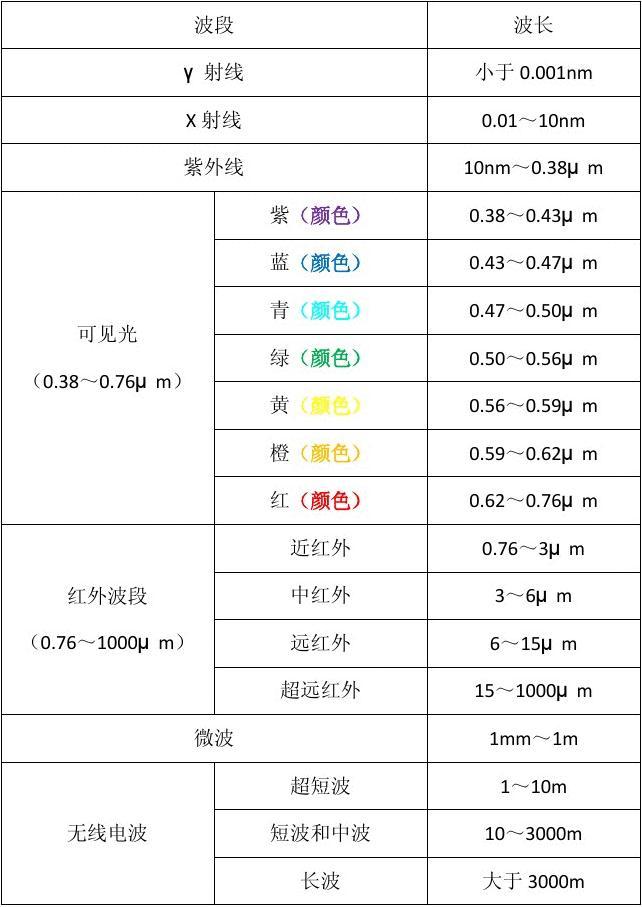 波段 波长
γ 射线 小于 0.001nm
X 射线 0.01～10nm
紫外线 10nm～0.38μ m
可见光
（0.38～0.76μ m）
紫（颜色） 0.38～0.43μ m
蓝（颜色） 0.43～0.47μ m
青（颜色） 0.47～0.50μ m
绿（颜色） 0.50～0.56μ m
黄（颜色） 0.56～0.59μ m
橙（颜色） 0.59～0.62μ m
红（颜色） 0.62～0.76μ m
红外波段
（0.76～1000μ m）
近红外 0.76～3μ m
中红外 3～6μ m
远红外 6～15μ m
超远红外 15～1000μ m
微波 1mm～1m
无线电波
超短波 1～10m
短波和中波 10～3000m
长波 大于 3000m